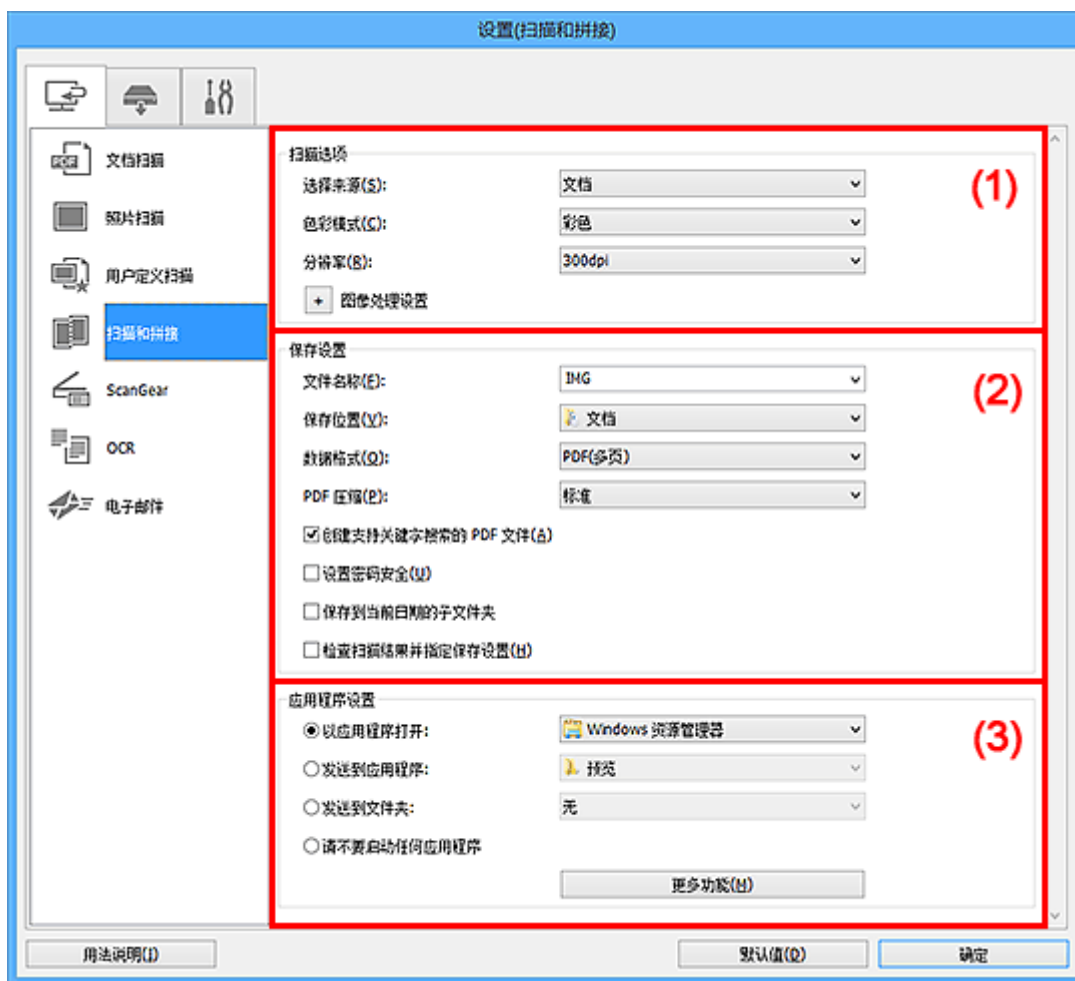 设置(扫描和拼接)
文档扫描
照片扫描
用户定义扫描
扫描和拼接
ScanGear
OCR
电子邮件
扫描选项
(1)
选择来源(S): 文档
色彩模式(C): 彩色
分辨率(R): 300dpi
+ 图像处理设置
保存设置
(2)
文件名称(F): IMG
保存位置(V): 文档
数据格式(O): PDF(多页)
PDF 压缩(P): 标准
创建支持关键字搜索的 PDF 文件(A)
设置密码安全(U)
保存到当前日期的子文件夹
检查扫描结果并指定保存设置(H)
应用程序设置
(3)
以应用程序打开: Windows 资源管理器
发送到应用程序: 预览
发送到文件夹: 无
请不要启动任何应用程序
更多功能(M)
用法说明(I)
默认值(D)
确定